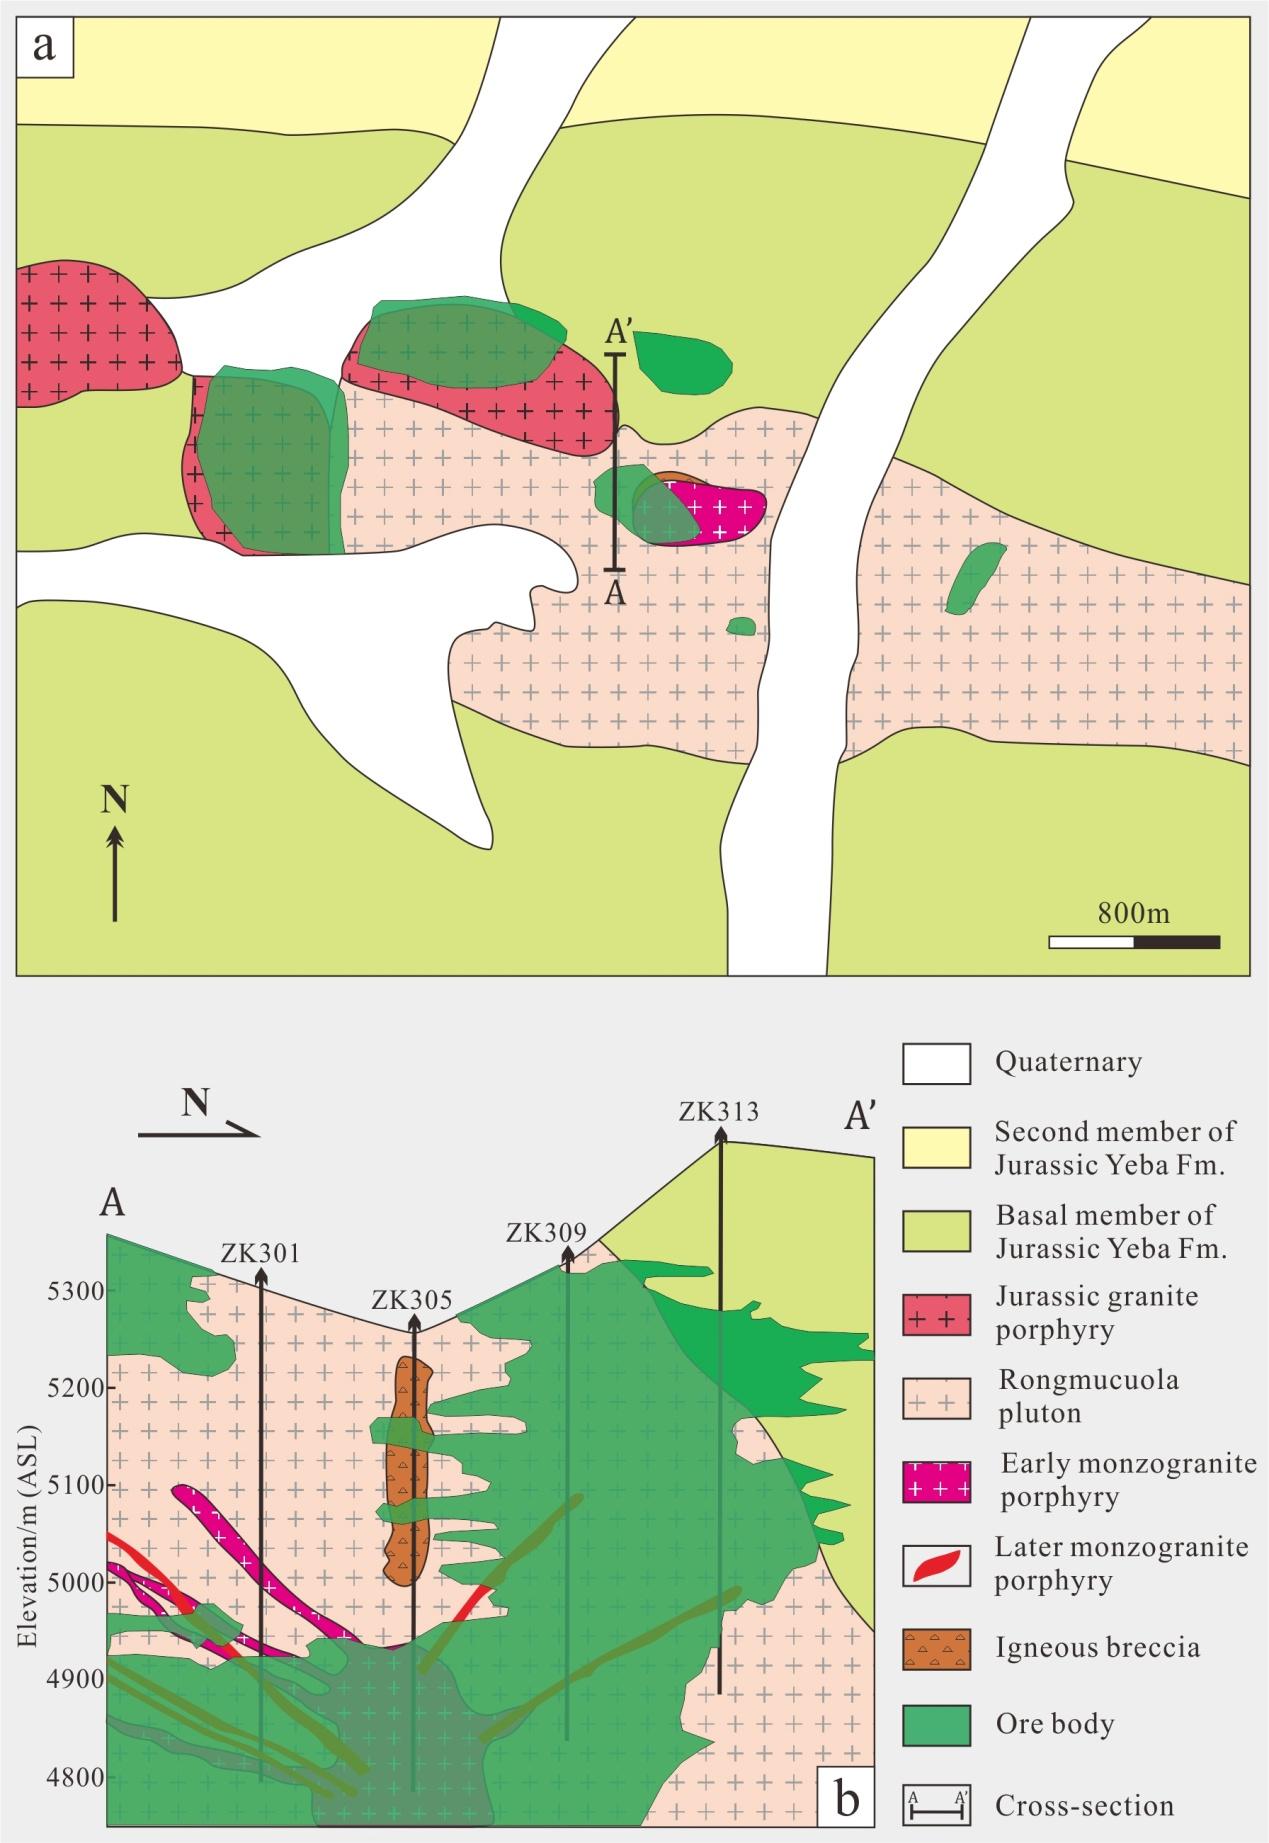 a
A’
A
N
800m
N
A
A’
ZK301
ZK305
ZK309
ZK313
Elevation/m (ASL)
5300
5200
5100
5000
4900
4800
b
Quaternary
Second member of
Jurassic Yeba Fm.
Basal member of
Jurassic Yeba Fm.
Jurassic granite
porphyry
Rongmucuola
pluton
Early monzogranite
porphyry
Later monzogranite
porphyry
Igneous breccia
Ore body
A A’
Cross-section